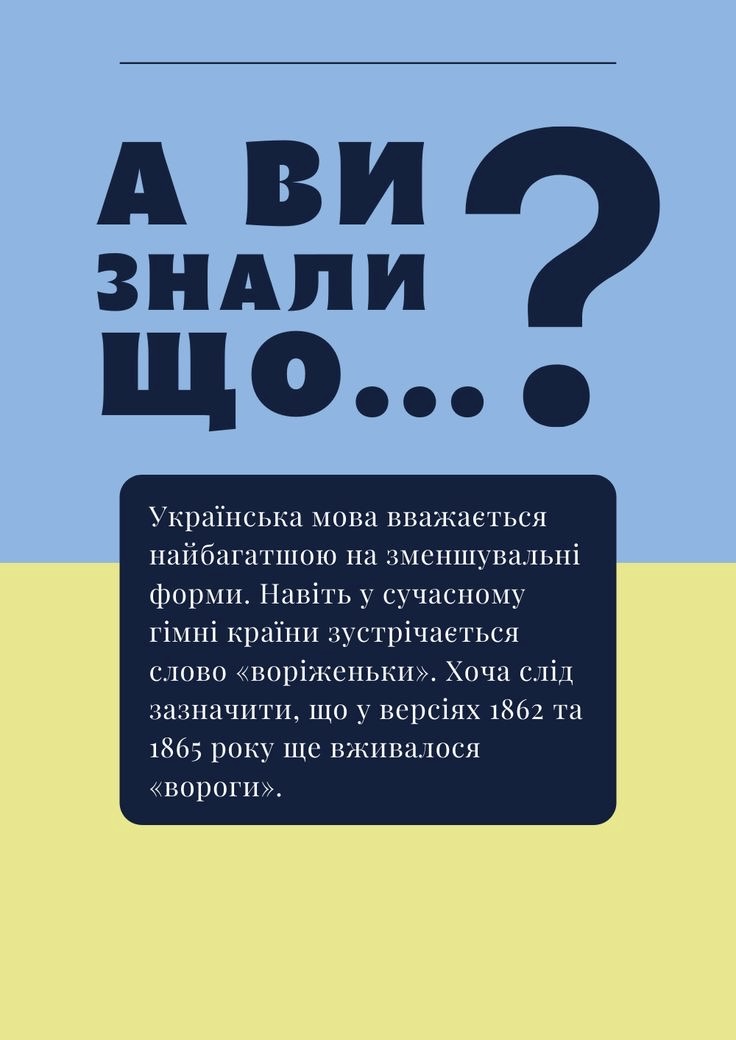 А ВИ
ЗНАЛИ
ЩО...?
Українська мова вважається
найбагатшою на зменшувальні
форми. Навіть у сучасному
гімні країни зустрічається
слово «воріженьки». Хоча слід
зазначити, що у версіях 1862 та
1865 року ще вживалося
«вороги».